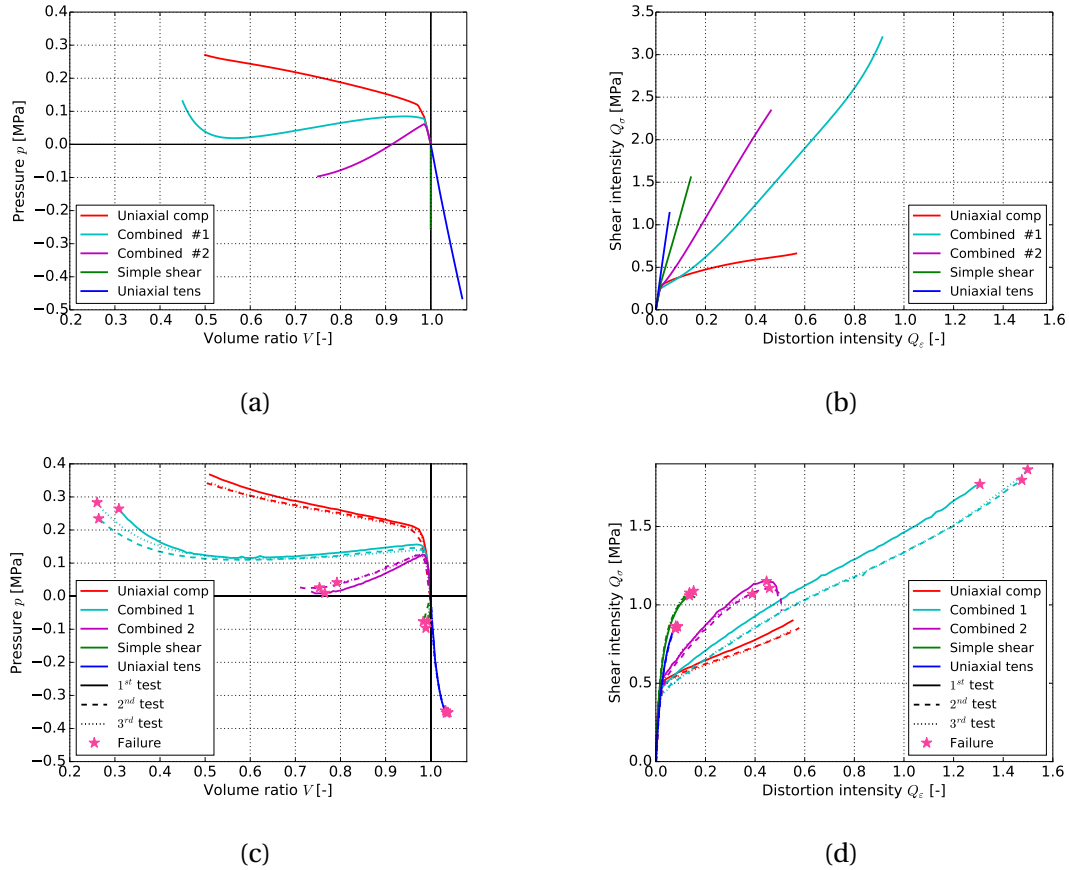 0.4
0.3
0.2
0.1
0.0
−0.1
−0.2
−0.3
−0.4
−0.5
Pressure p [MPa]
Uniaxial comp
Combined #1
Combined #2
Simple shear
Uniaxial tens
0.2 0.3 0.4 0.5 0.6 0.7 0.8 0.9 1.0
Volume ratio V [-]
(a)
3.5
3.0
2.5
2.0
1.5
1.0
0.5
0.0
Shear intensity Qσ [MPa]
Uniaxial comp
Combined #1
Combined #2
Simple shear
Uniaxial tens
0.0 0.2 0.4 0.6 0.8 1.0 1.2 1.4 1.6
Distortion intensity Qε [-]
(b)
0.4
0.3
0.2
0.1
0.0
−0.1
−0.2
−0.3
−0.4
−0.5
Pressure p [MPa]
Uniaxial comp
Combined 1
Combined 2
Simple shear
Uniaxial tens
1st test
2nd test
3rd test
Failure
0.2 0.3 0.4 0.5 0.6 0.7 0.8 0.9 1.0
Volume ratio V [-]
(c)
1.5
1.0
0.5
0.0
Shear intensity Qσ [MPa]
Uniaxial comp
Combined 1
Combined 2
Simple shear
Uniaxial tens
1st test
2nd test
3rd test
Failure
0.0 0.2 0.4 0.6 0.8 1.0 1.2 1.4 1.6
Distortion intensity Qε [-]
(d)